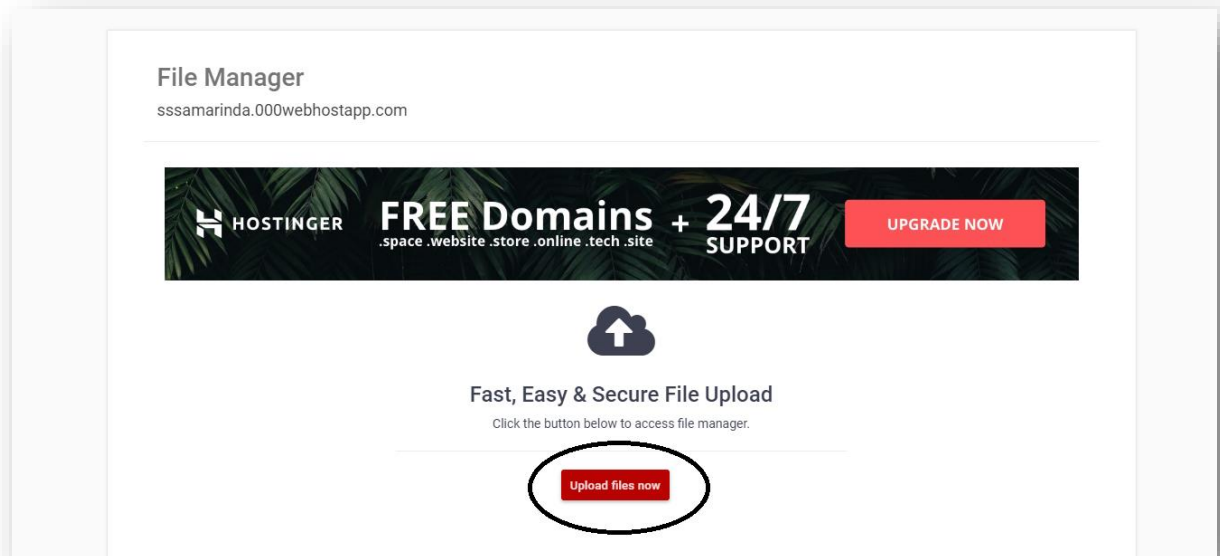 File Manager
sssamarinda.000webhostapp.com
HOSTINGER
FREE Domains + 24/7
.space .website .store .online .tech .site
SUPPORT
UPGRADE NOW
Fast, Easy & Secure File Upload
Click the button below to access file manager.
Upload files now